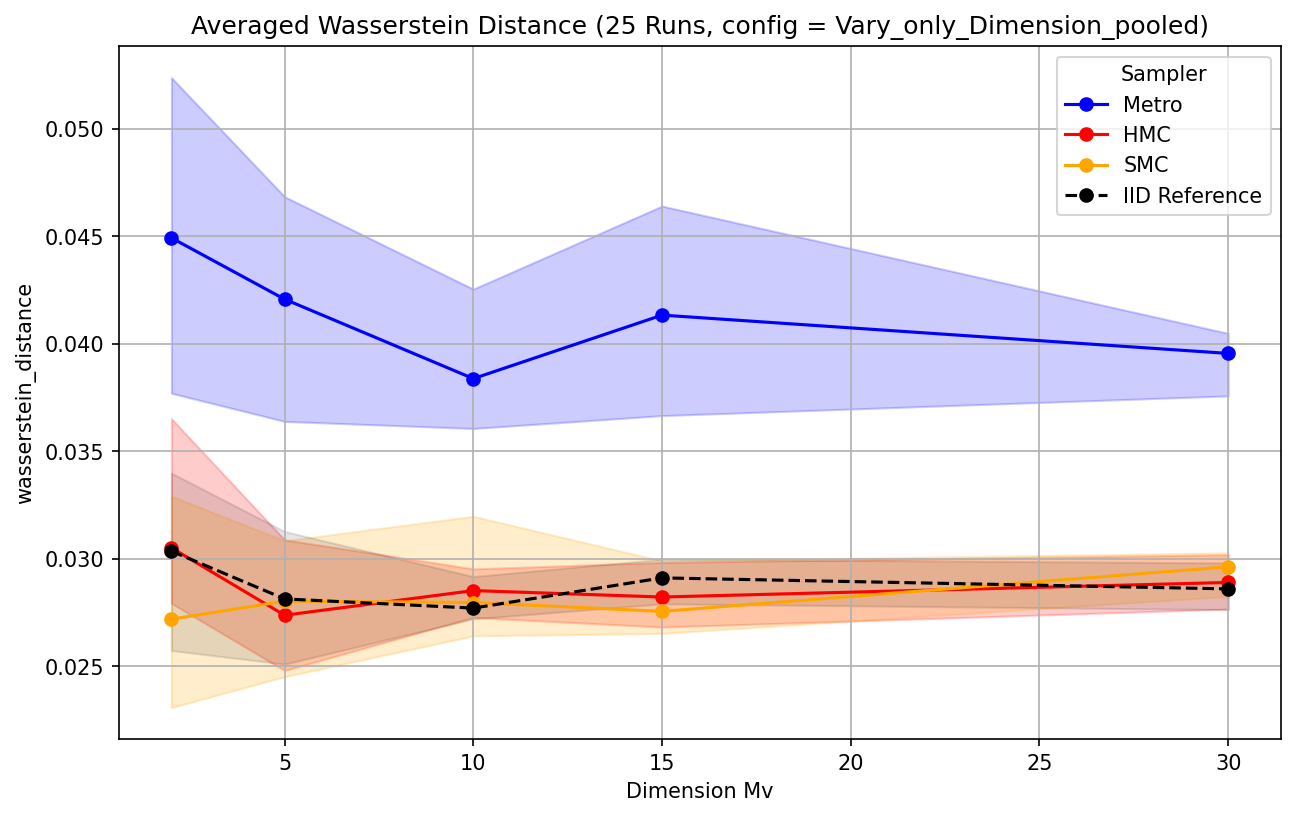 Averaged Wasserstein Distance (25 Runs, config = Vary_only_Dimension_pooled)
Sampler
Metro
HMC
SMC
IID Reference
wasserstein_distance
0.050
0.045
0.040
0.035
0.030
0.025
5 10 15 20 25 30
Dimension Mv